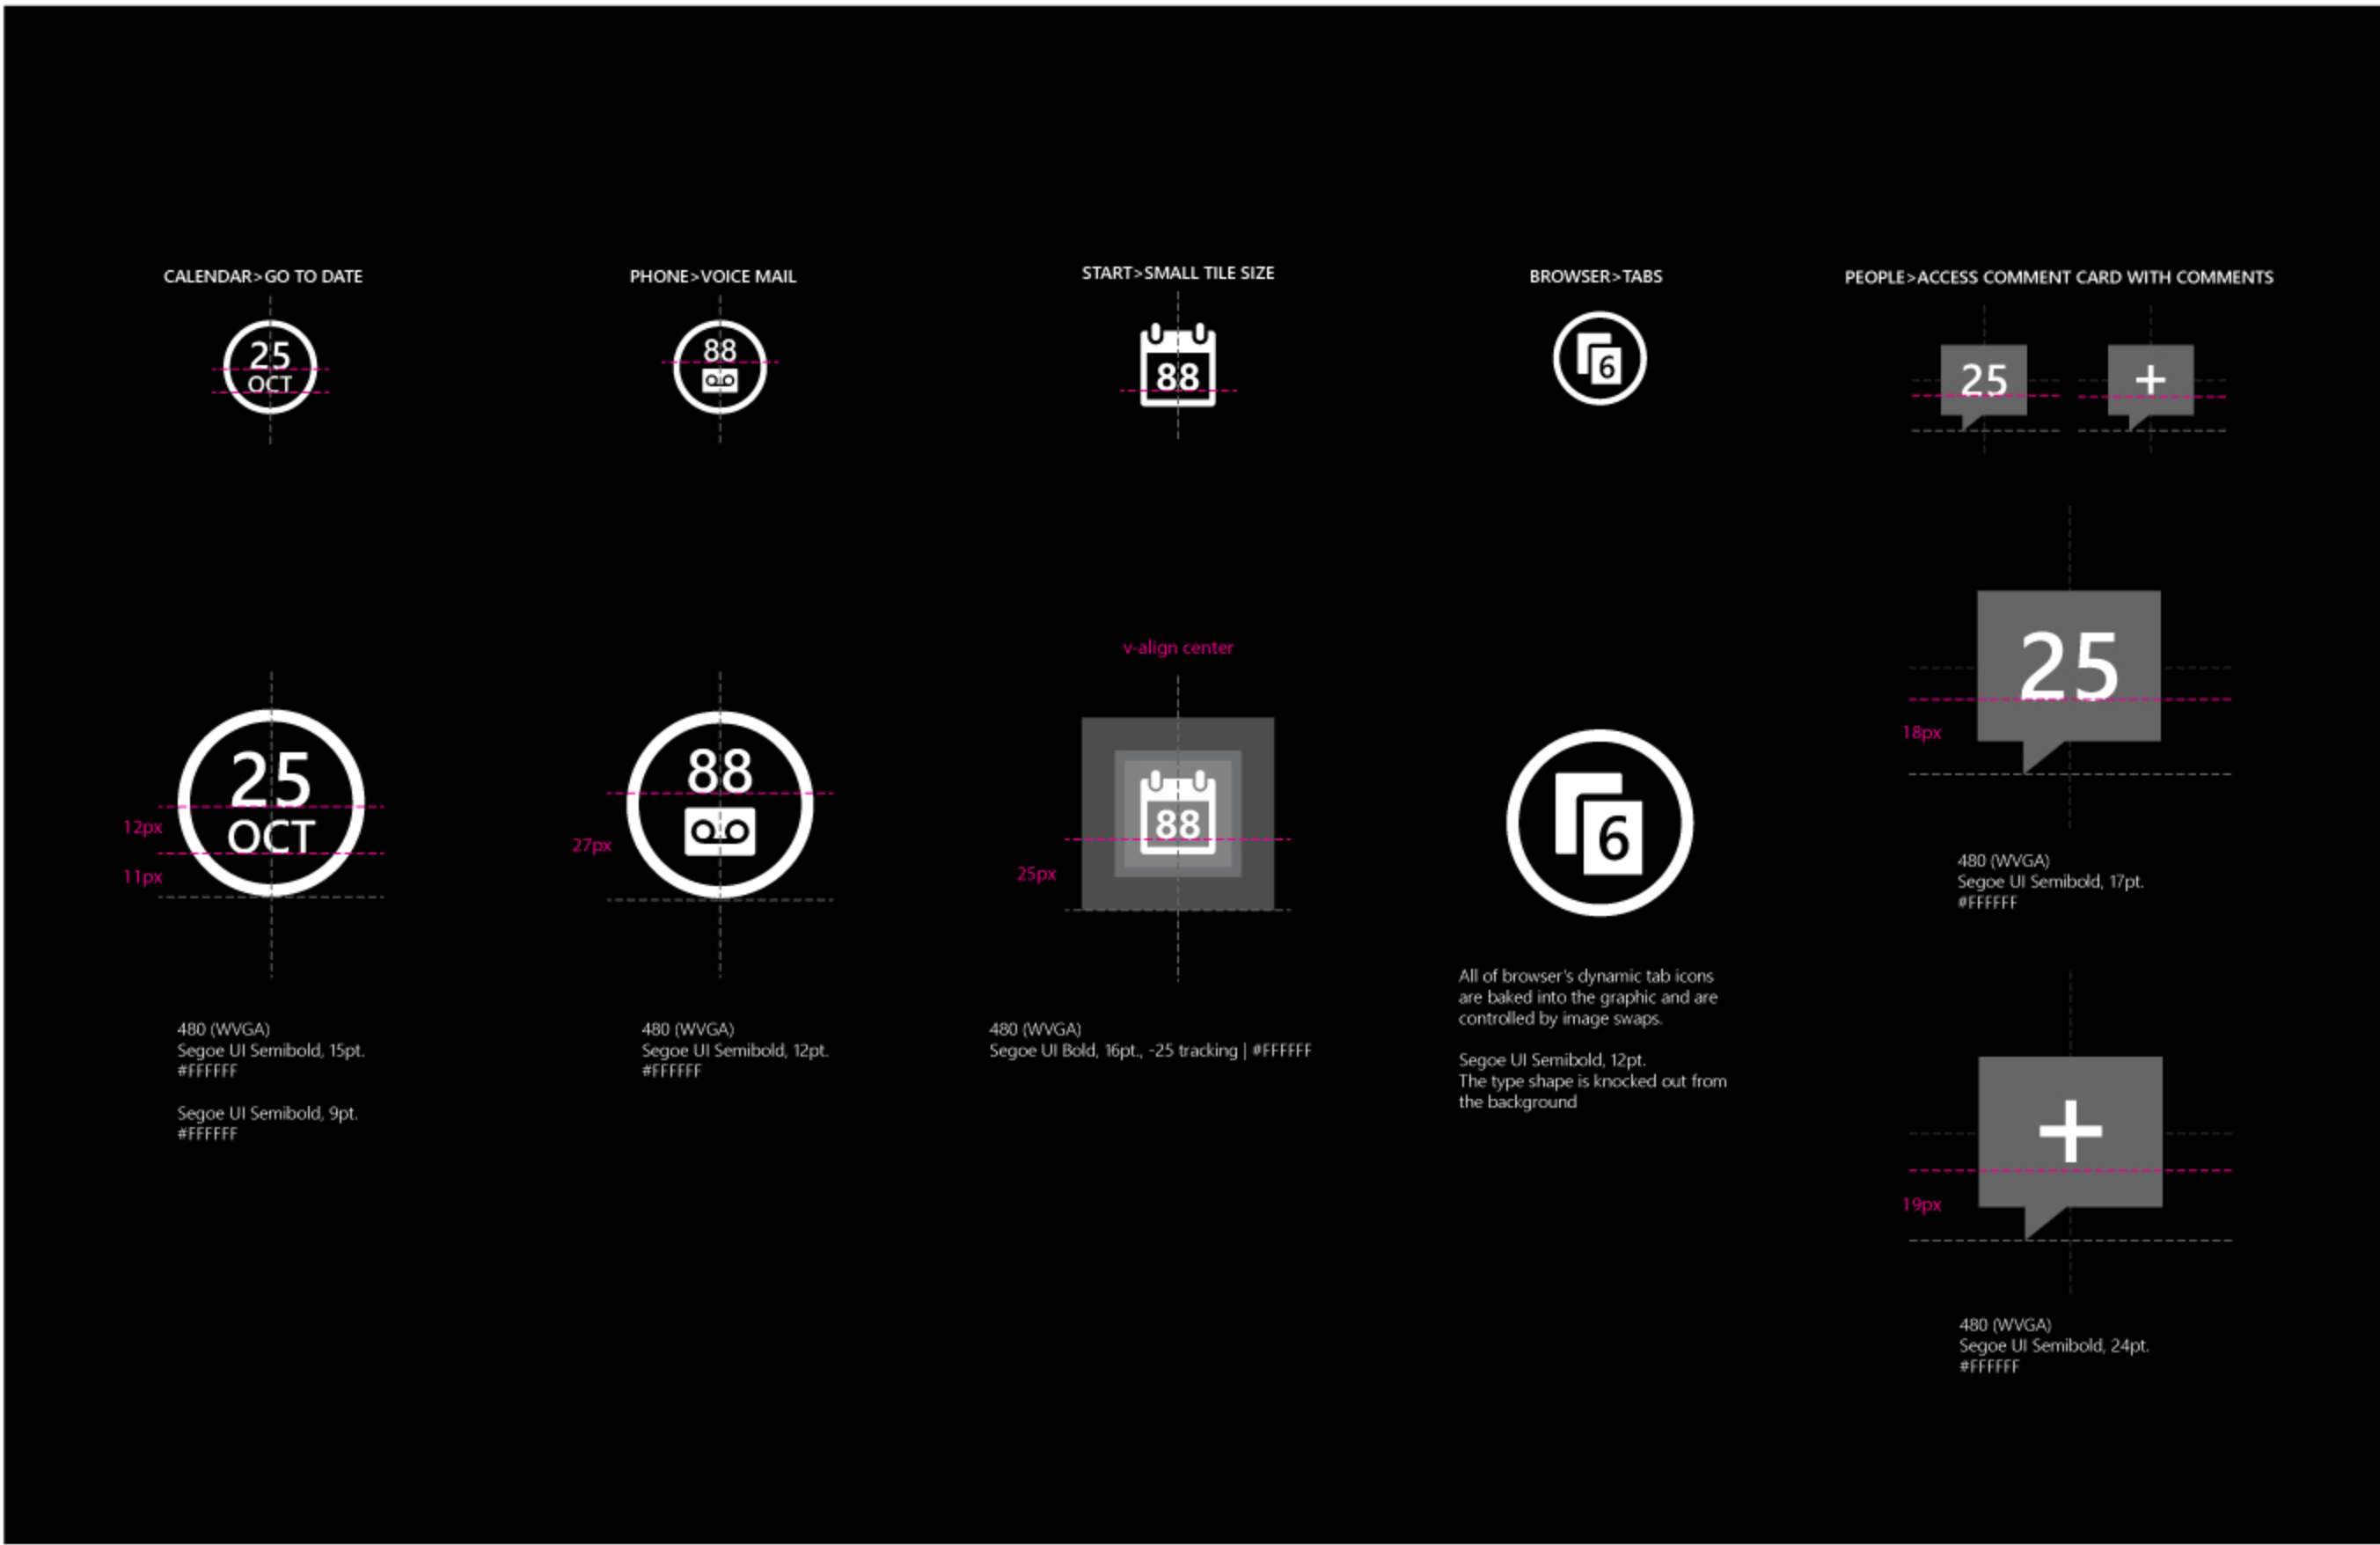 CALENDAR>GO TO DATE
25
OCT
25
OCT
12px
11px
480 (WVGA)
Segoe UI Semibold, 15pt.
#FFFFFF
Segoe UI Semibold, 9pt.
#FFFFFF
PHONE>VOICE MAIL
88
88
27px
480 (WVGA)
Segoe UI Semibold, 12pt.
#FFFFFF
START>SMALL TILE SIZE
88
v-align center
88
25px
480 (WVGA)
Segoe UI Bold, 16pt., -25 tracking | #FFFFFF
BROWSER>TABS
6
6
All of browser's dynamic tab icons
are baked into the graphic and are
controlled by image swaps.
Segoe UI Semibold, 12pt.
The type shape is knocked out from
the background
PEOPLE>ACCESS COMMENT CARD WITH COMMENTS
25 +
25
18px
480 (WVGA)
Segoe UI Semibold, 17pt.
#FFFFFF
+
19px
480 (WVGA)
Segoe UI Semibold, 24pt.
#FFFFFF